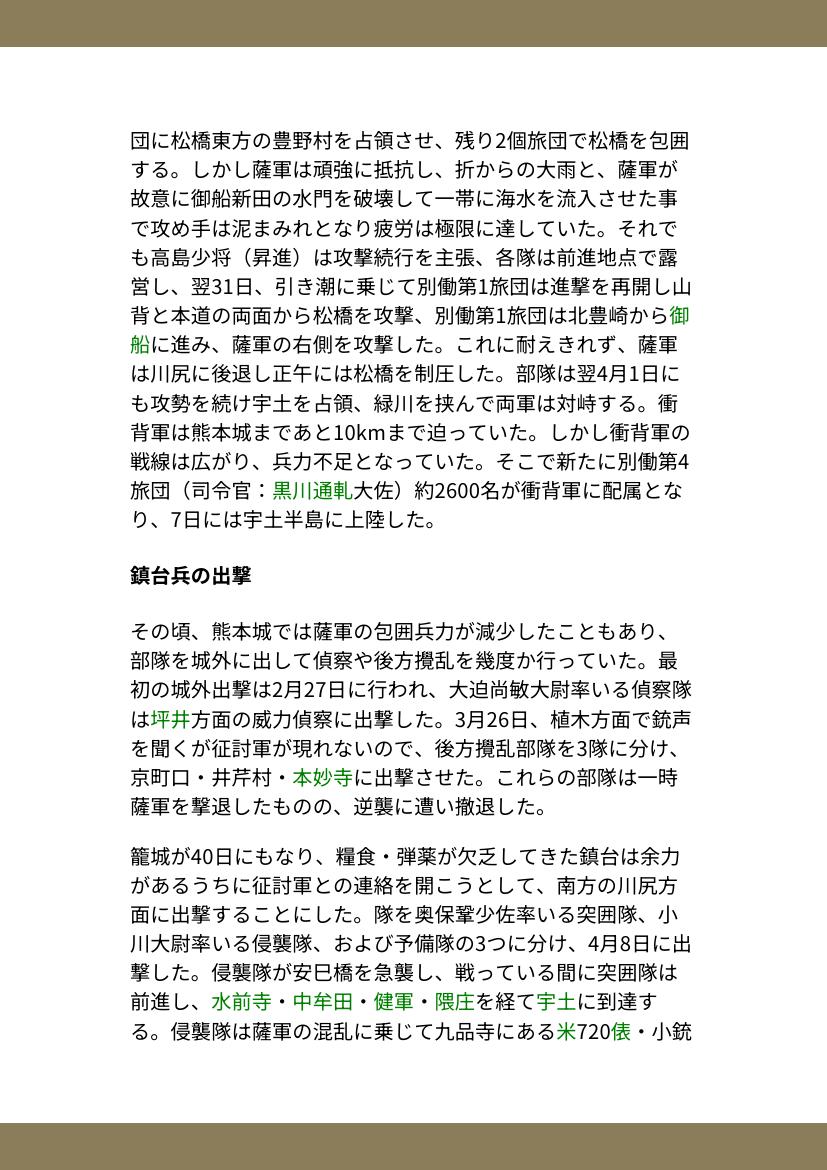 団に松橋東方の豊野村を占領させ、残り2個旅団で松橋を包囲
する。しかし薩軍は頑強に抵抗し、折からの大雨と、薩軍が
故意に御船新田の水門を破壊して一帯に海水を流入させた事
で攻め手は泥まみれとなり疲労は極限に達していた。それで
も高島少将（昇進）は攻撃続行を主張、各隊は前進地点で露
営し、翌31日、引き潮に乗じて別働第1旅団は進撃を再開し山
背と本道の両面から松橋を攻撃、別働第1旅団は北豊崎から御
船に進み、薩軍の右側を攻撃した。これに耐えきれず、薩軍
は川尻に後退し正午には松橋を制圧した。部隊は翌4月1日に
も攻勢を続け宇土を占領、緑川を挟んで両軍は対峙する。衝
背軍は熊本城まであと10kmまで迫っていた。しかし衝背軍の
戦線は広がり、兵力不足となっていた。そこで新たに別働第4
旅団（司令官：黒川通軌大佐）約2600名が衝背軍に配属とな
り、7日には宇土半島に上陸した。
鎮台兵の出撃
その頃、熊本城では薩軍の包囲兵力が減少したこともあり、
部隊を城外に出して偵察や後方攪乱を幾度か行っていた。最
初の城外出撃は2月27日に行われ、大迫尚敏大尉率いる偵察隊
は坪井方面の威力偵察に出撃した。3月26日、植木方面で銃声
を聞くが征討軍が現れないので、後方攪乱部隊を3隊に分け、
京町口・井芹村・本妙寺に出撃させた。これらの部隊は一時
薩軍を撃退したものの、逆襲に遭い撤退した。
籠城が40日にもなり、糧食・弾薬が欠乏してきた鎮台は余力
があるうちに征討軍との連絡を開こうとして、南方の川尻方
面に出撃することにした。隊を奥保鞏少佐率いる突囲隊、小
川大尉率いる侵襲隊、および予備隊の3つに分け、4月8日に出
撃した。侵襲隊が安巳橋を急襲し、戦っている間に突囲隊は
前進し、水前寺・中牟田・健軍・隈庄を経て宇土に到達す
る。侵襲隊は薩軍の混乱に乗じて九品寺にある米720俵・小銃